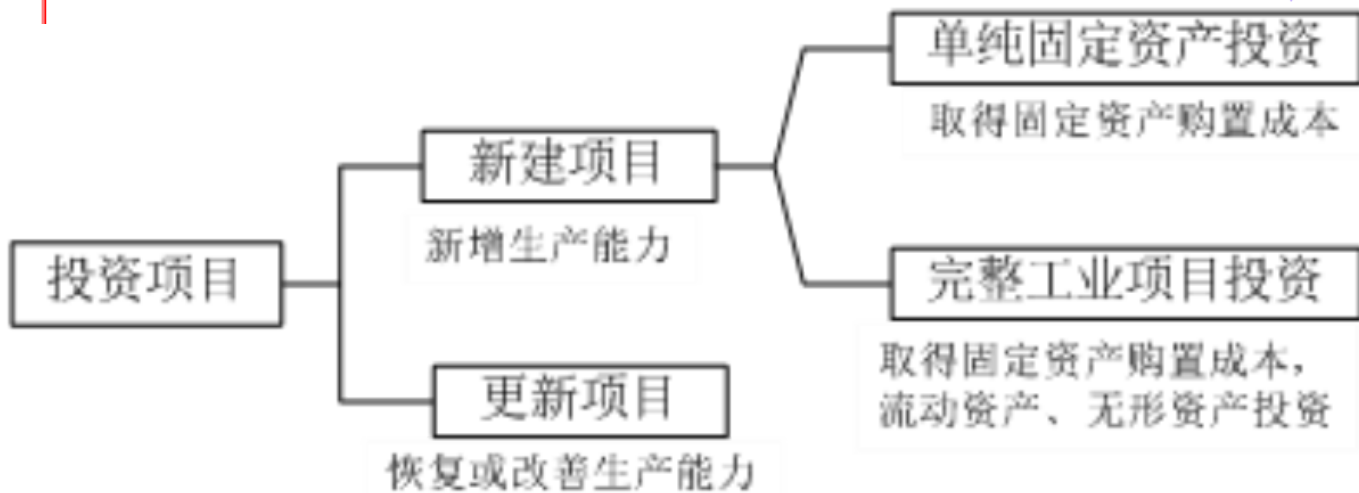 单纯固定资产投资
取得固定资产购置成本
新建项目
新增生产能力
投资项目
完整工业项目投资
取得固定资产购置成本，
流动资产、无形资产投资
更新项目
恢复或改善生产能力